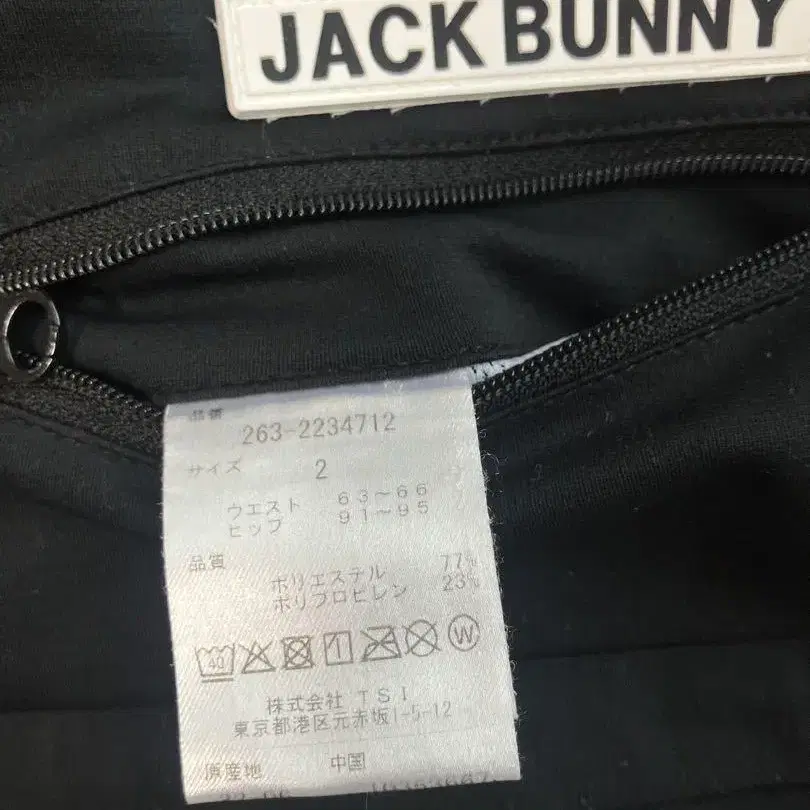 JACK BUNNY
263-2234712
サイズ 2
ウエスト 63～66
ヒップ 91～95
品質
ポリエステル 77%
ポリプロピレン 23%
40
W
株式会社 TSI
東京都港区元赤坂1-5-12
原産地 中国